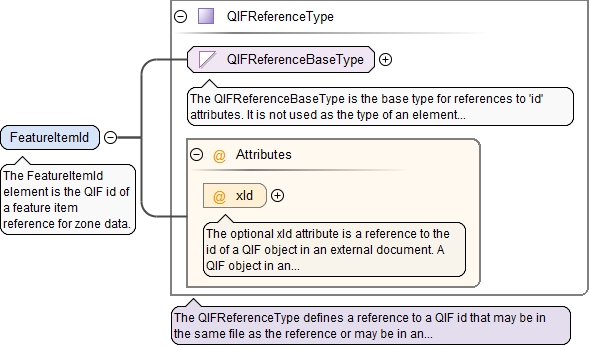 QIFReferenceType
QIFReferenceBaseType
The QIFReferenceBaseType is the base type for references to 'id'
attributes. It is not used as the type of an element...
FeatureItemId
The FeatureItemId
element is the QIF id of
a feature item
reference for zone data.
@ Attributes
@ xId
The optional xId attribute is a reference to the
id of a QIF object in an external document. A
QIF object in an...
The QIFReferenceType defines a reference to a QIF id that may be in
the same file as the reference or may be in an...